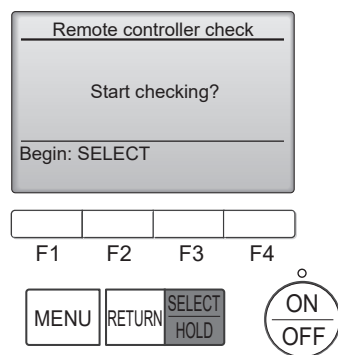 Remote controller check
Start checking?
Begin: SELECT
F1 F2 F3 F4
MENU RETURN SELECT HOLD ON OFF